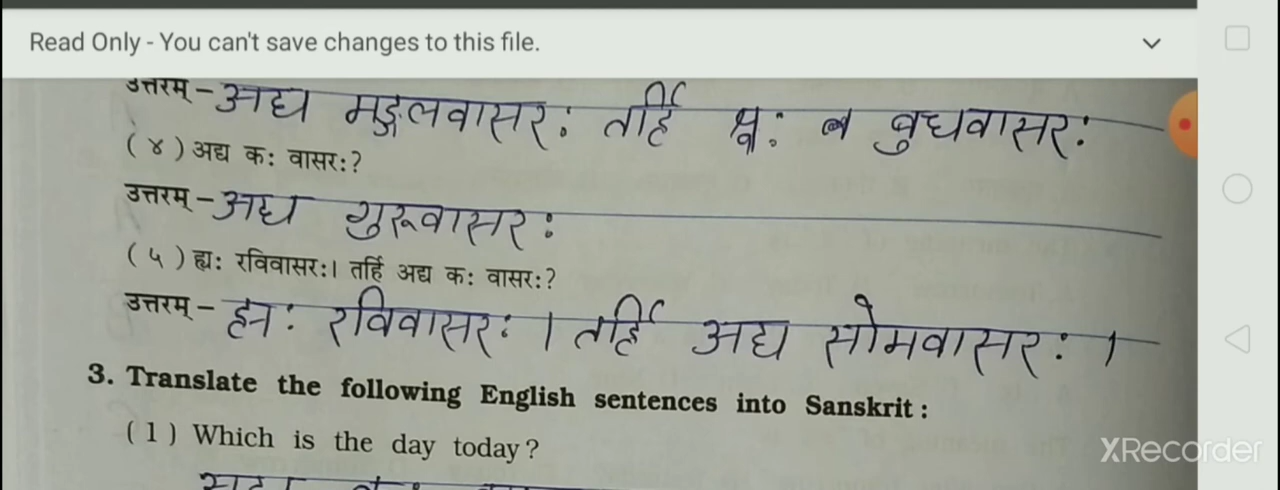 Read Only - You can't save changes to this file.
उत्तरम् - अद्य मङ्गलवासरः तर्हि श्वः बुधवासरः
( ४ ) अद्य कः वासरः?
उत्तरम् - अद्य गुरूवासरः
( ५ ) ह्यः रविवासरः। तर्हि अद्य कः वासरः?
उत्तरम् - ह्यः रविवासरः । तर्हि अद्य सोमवासरः ।
3. Translate the following English sentences into Sanskrit :
( 1 ) Which is the day today?
XRecorder